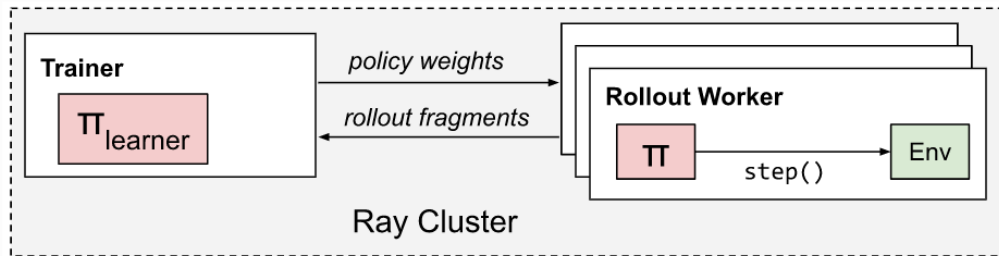 Trainer
π learner
policy weights
rollout fragments
Rollout Worker
π
step()
Env
Ray Cluster